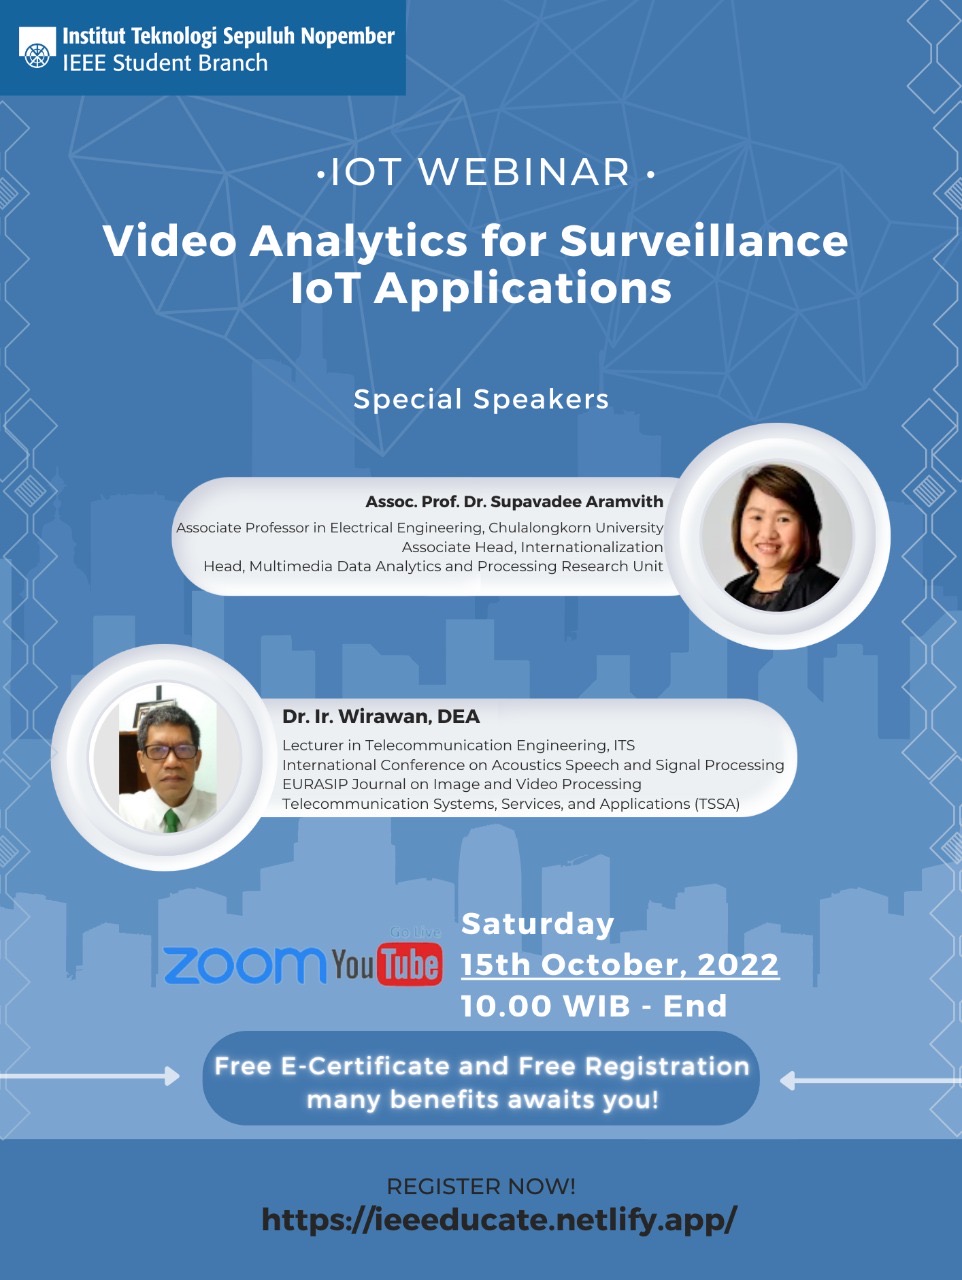 Institut Teknologi Sepuluh Nopember
IEEE Student Branch
•IOT WEBINAR •
Video Analytics for Surveillance
IoT Applications
Special Speakers
Assoc. Prof. Dr. Supavadee Aramvith
Associate Professor in Electrical Engineering, Chulalongkorn University
Associate Head, Internationalization
Head, Multimedia Data Analytics and Processing Research Unit
Dr. Ir. Wirawan, DEA
Lecturer in Telecommunication Engineering, ITS
International Conference on Acoustics Speech and Signal Processing
EURASIP Journal on Image and Video Processing
Telecommunication Systems, Services, and Applications (TSSA)
Go Live
zoom YouTube
Saturday
15th October, 2022
10.00 WIB - End
Free E-Certificate and Free Registration
many benefits awaits you!
REGISTER NOW!
https://ieeeducate.netlify.app/